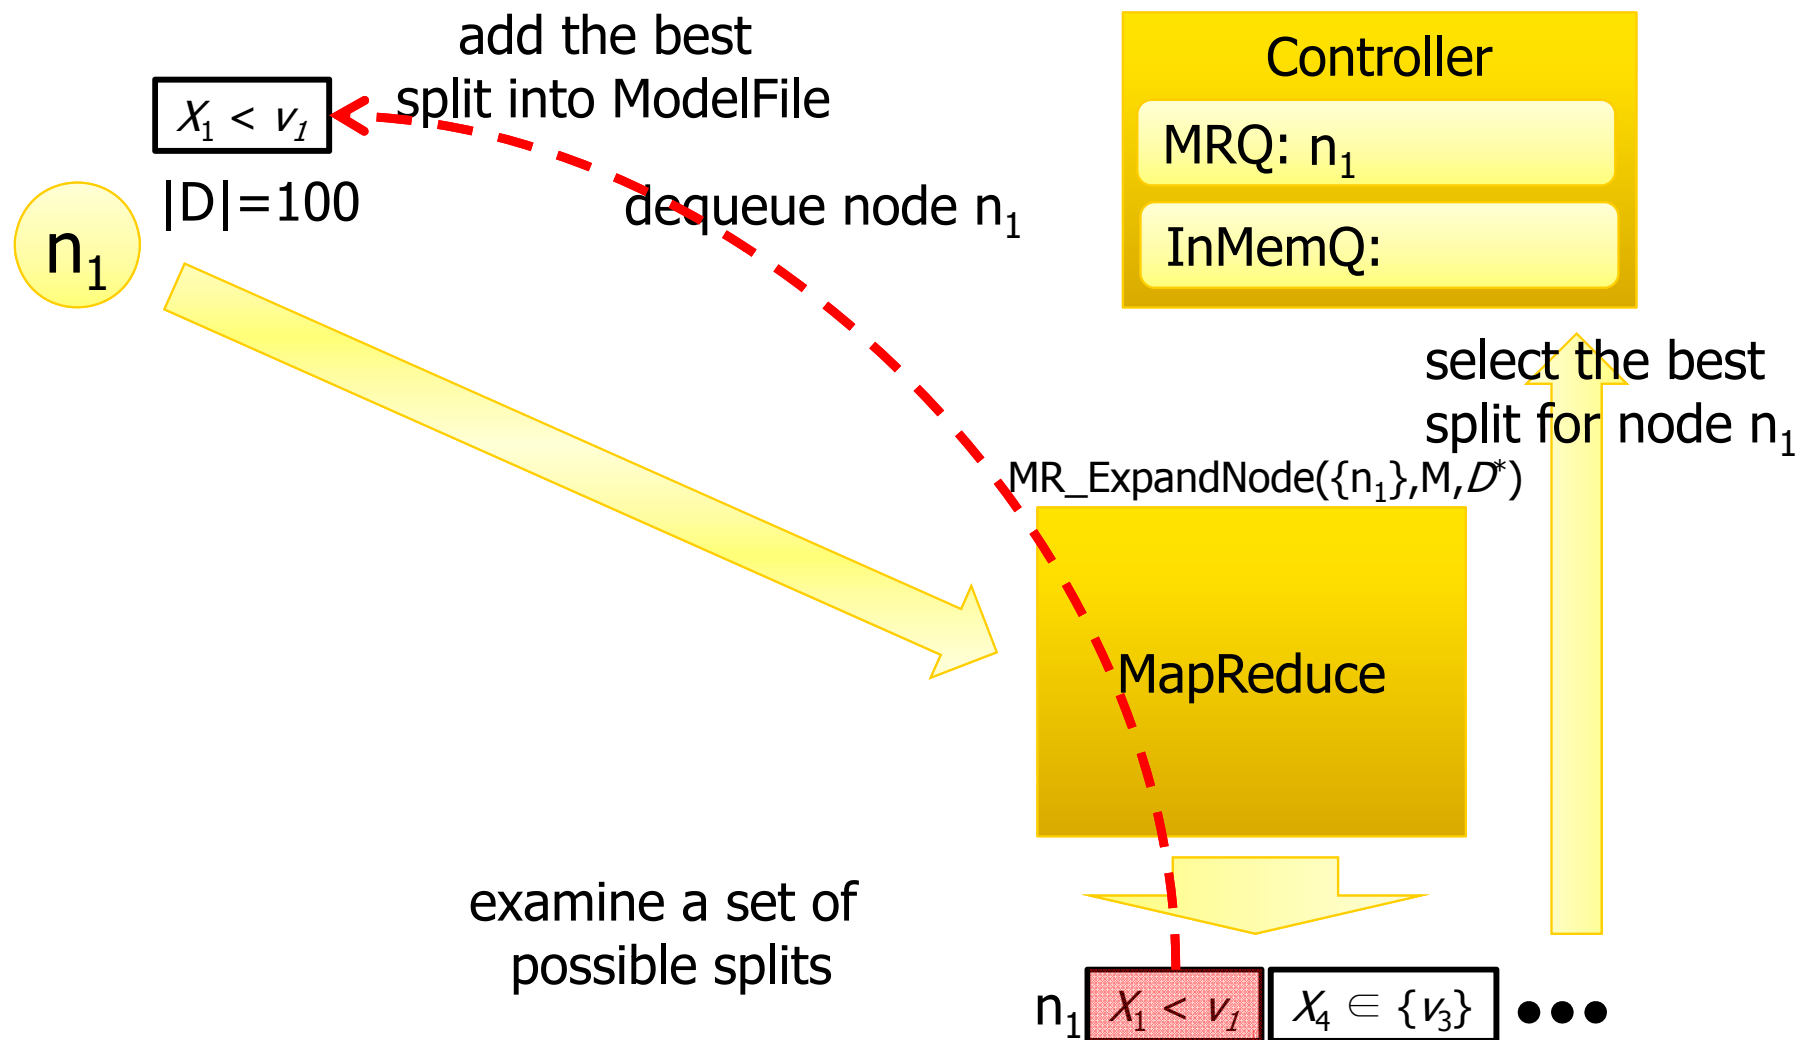 add the best
split into ModelFile
X₁ < v₁
|D|=100
n₁
dequeue node n₁
Controller
MRQ: n₁
InMemQ:
select the best
split for node n₁
MR_ExpandNode({n₁},M,D*)
MapReduce
examine a set of
possible splits
n₁ X₁ < v₁ X₄ ∈ {v₃} ●●●